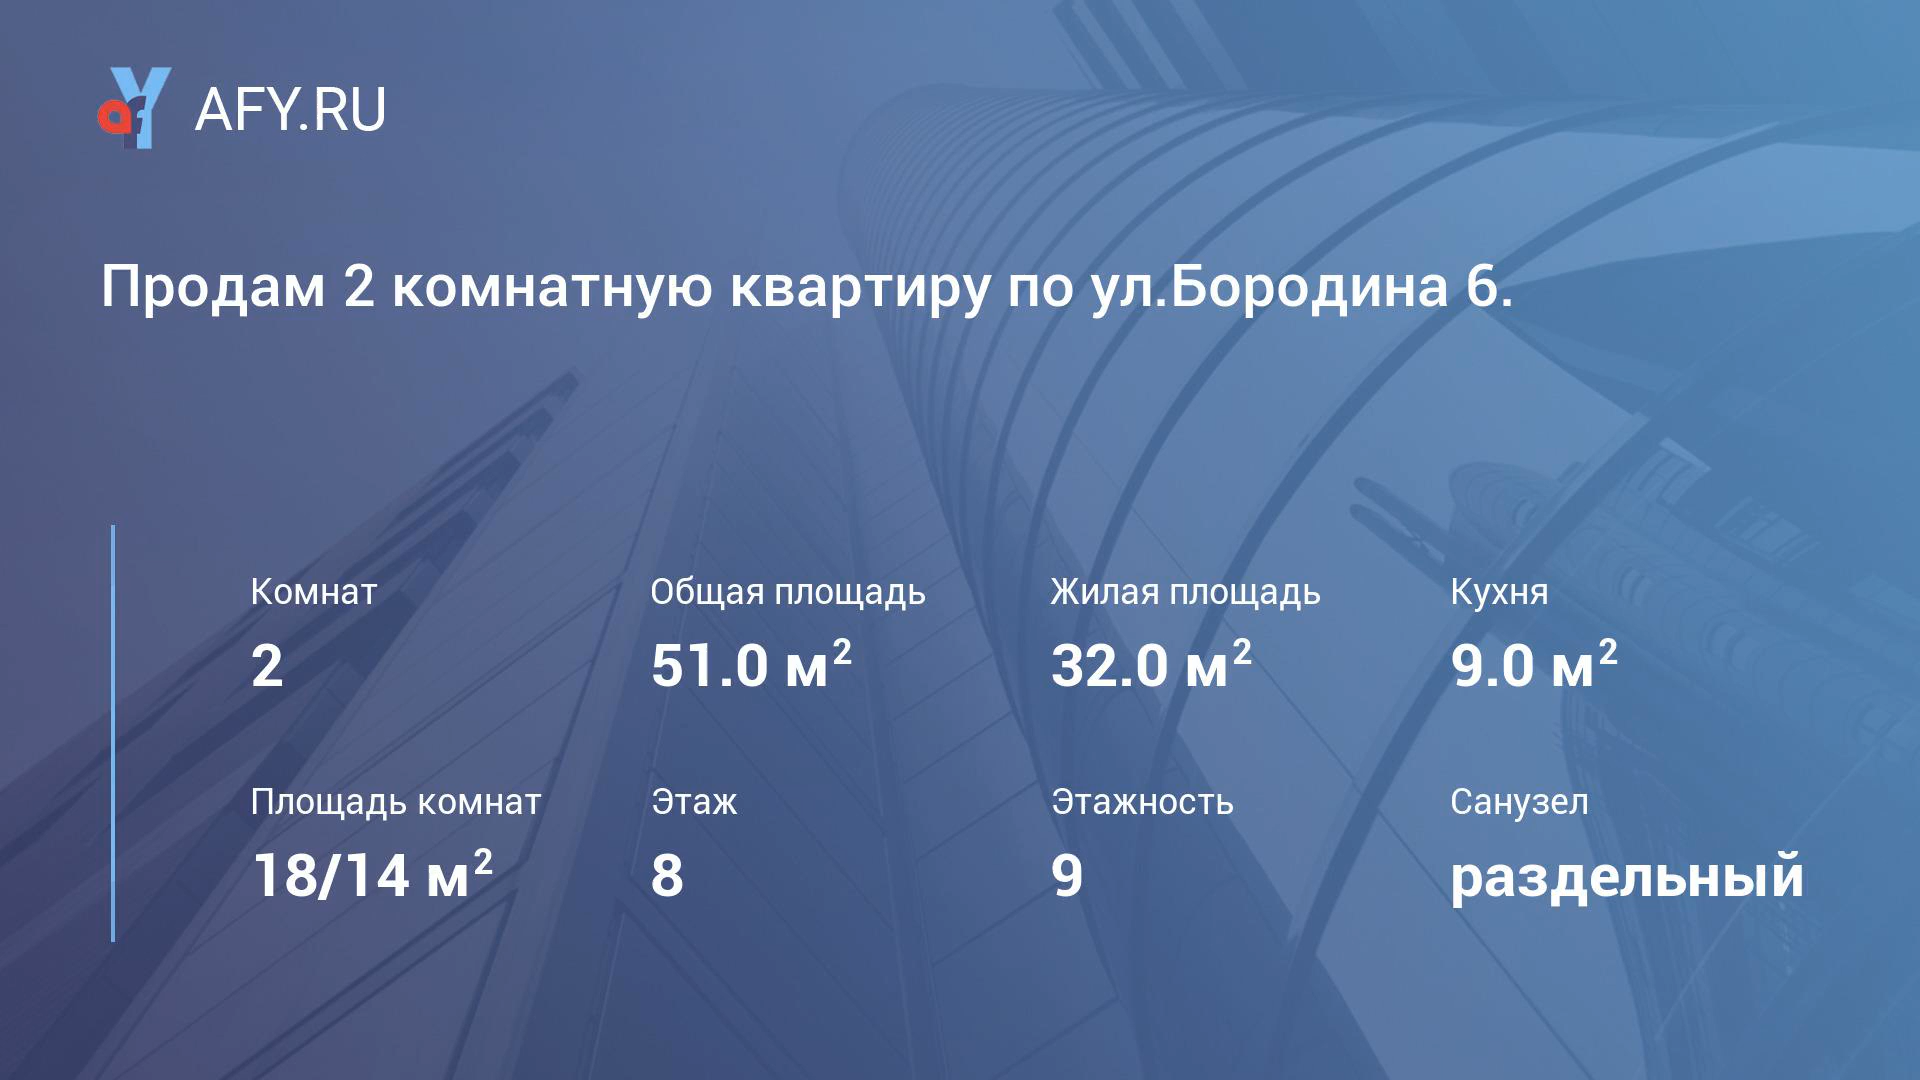 aYf AFY.RU
Продам 2 комнатную квартиру по ул.Бородина 6.
Комнат
2
Общая площадь
51.0 м²
Жилая площадь
32.0 м²
Кухня
9.0 м²
Площадь комнат
18/14 м²
Этаж
8
Этажность
9
Санузел
раздельный